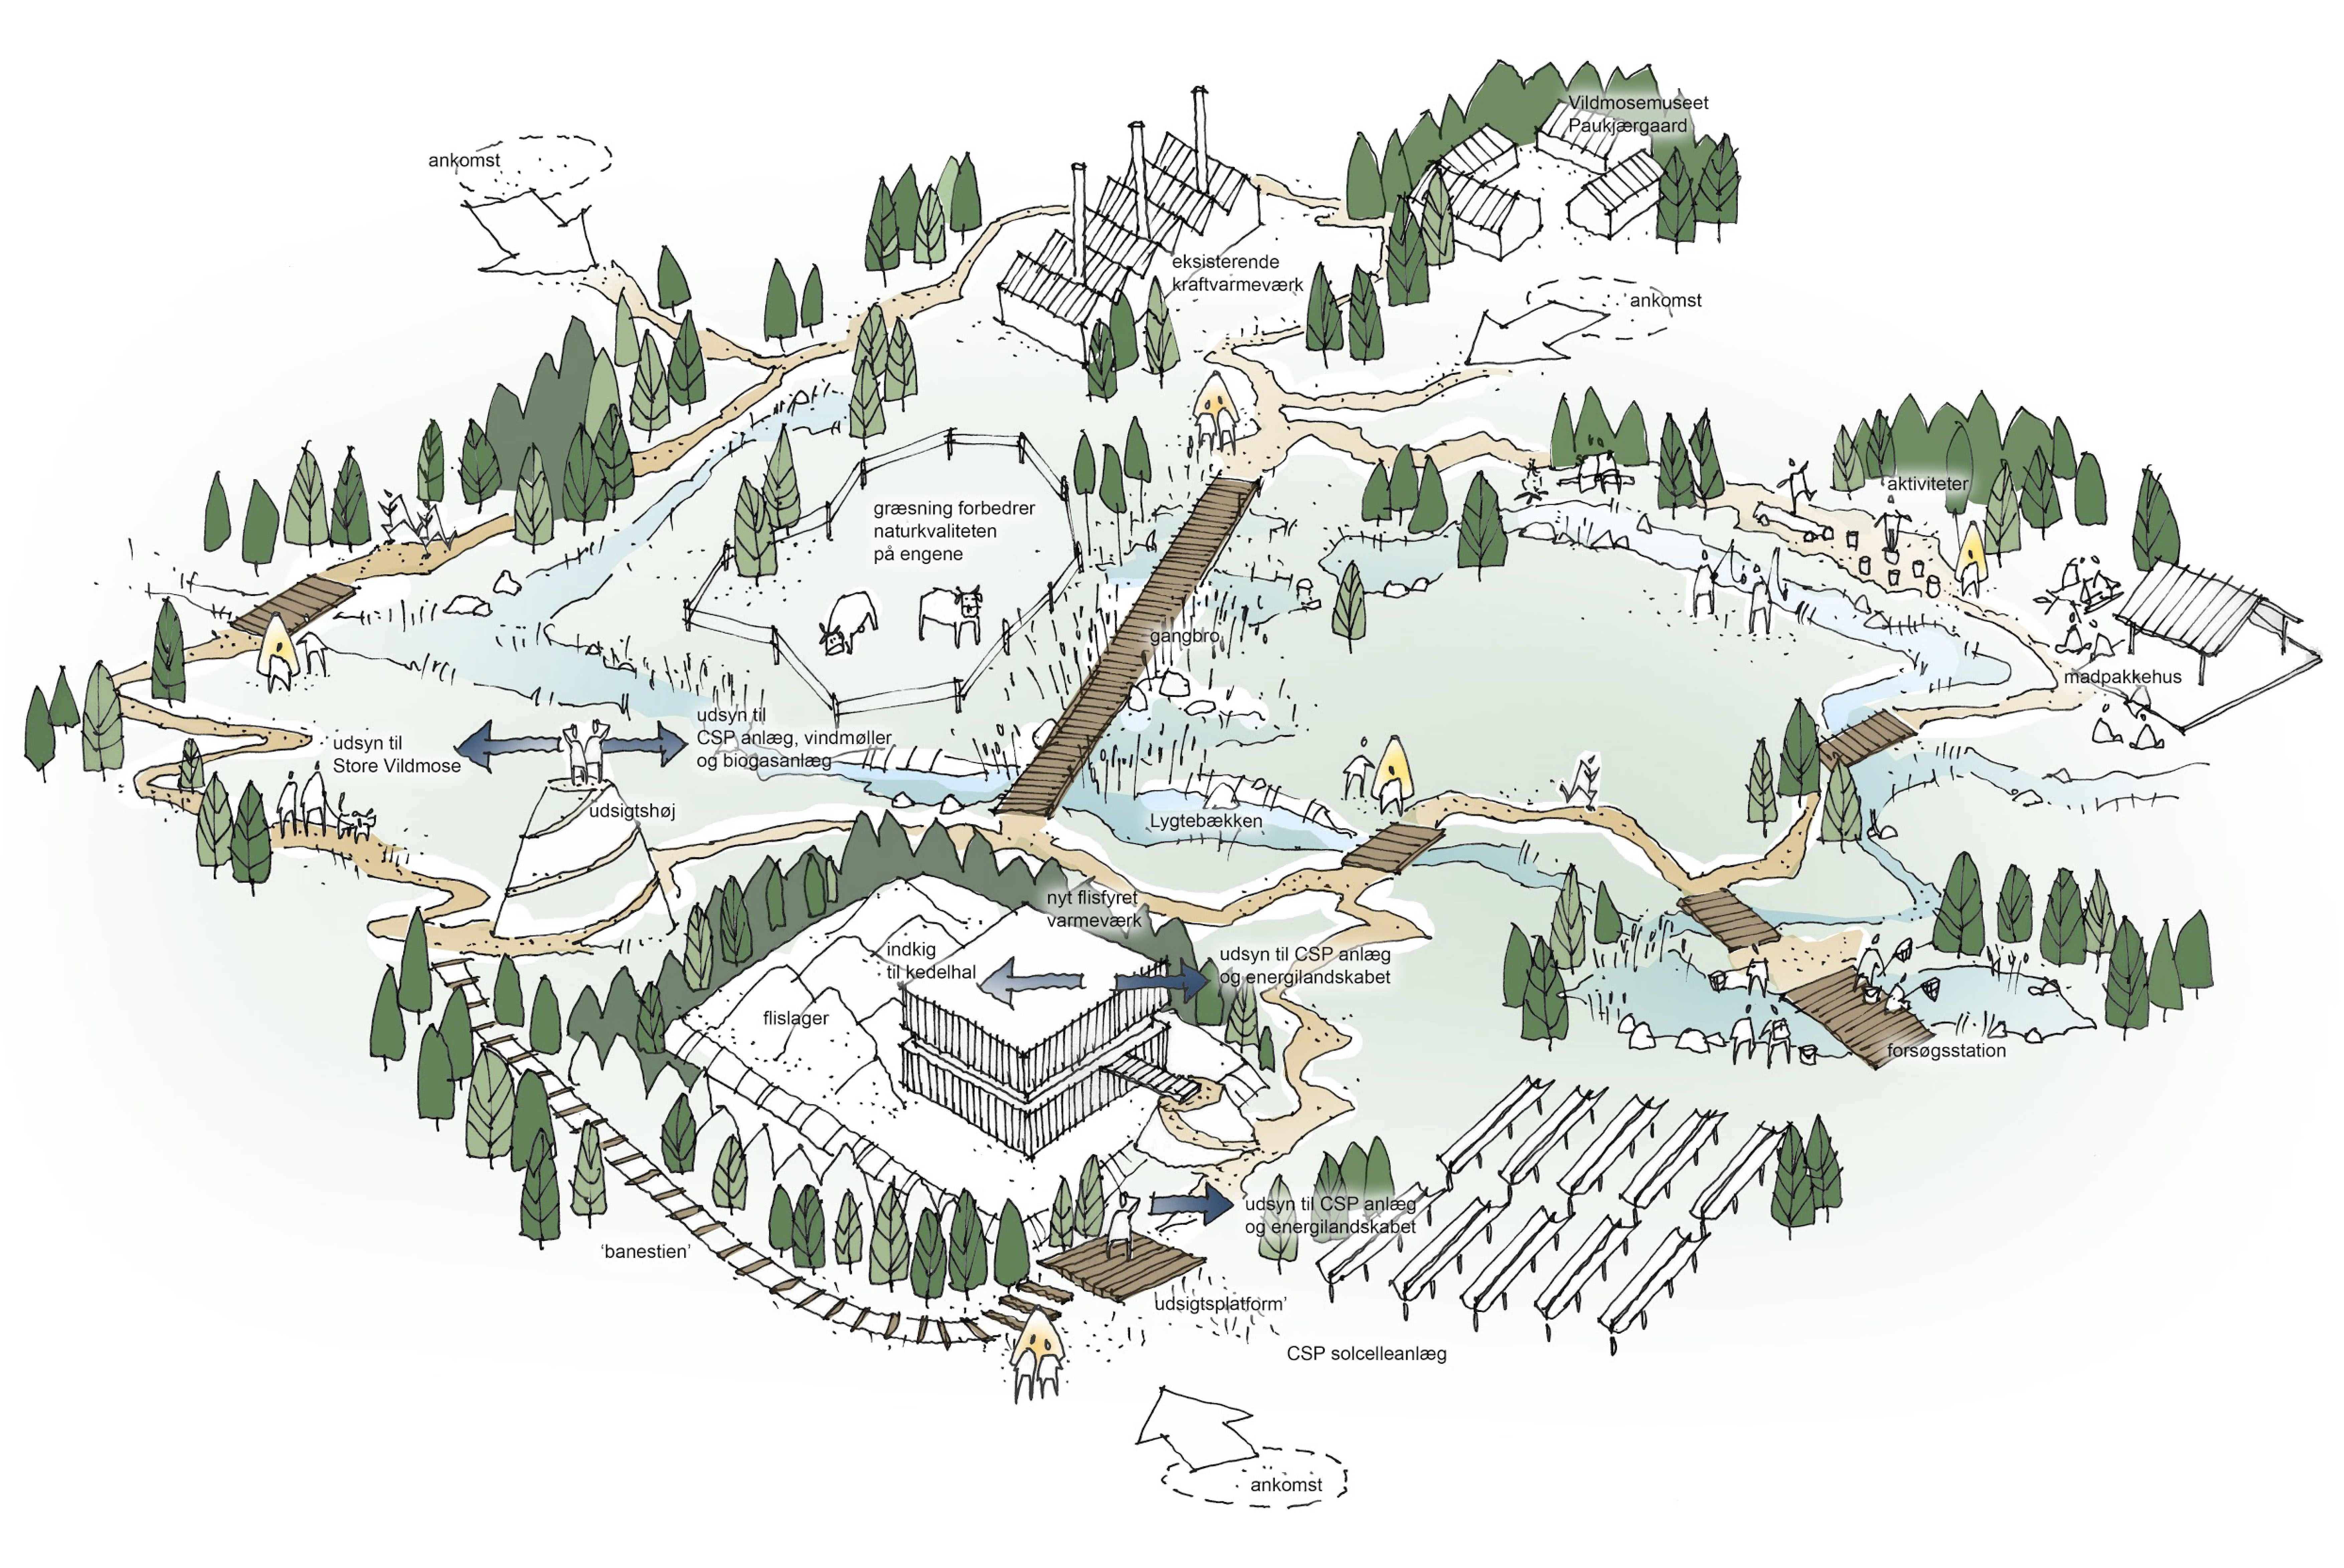 Vildmosemuseet
Paukjærgaard
ankomst
eksisterende
kraftvarmeværk
ankomst
aktiviteter
græsning forbedrer
naturkvaliteten
på engene
gangbro
madpakkehus
udsyn til
Store Vildmose
udsyn til
CSP anlæg, vindmøller
og biogasanlæg
udsigtshøj
Lygtebækken
nyt flisfyret
varmeværk
indkig
til kedelhal
udsyn til CSP anlæg
og energilandskabet
flislager
forsøgsstation
udsyn til CSP anlæg
og energilandskabet
‘banestien’
udsigtsplatform’
CSP solcelleanlæg
ankomst